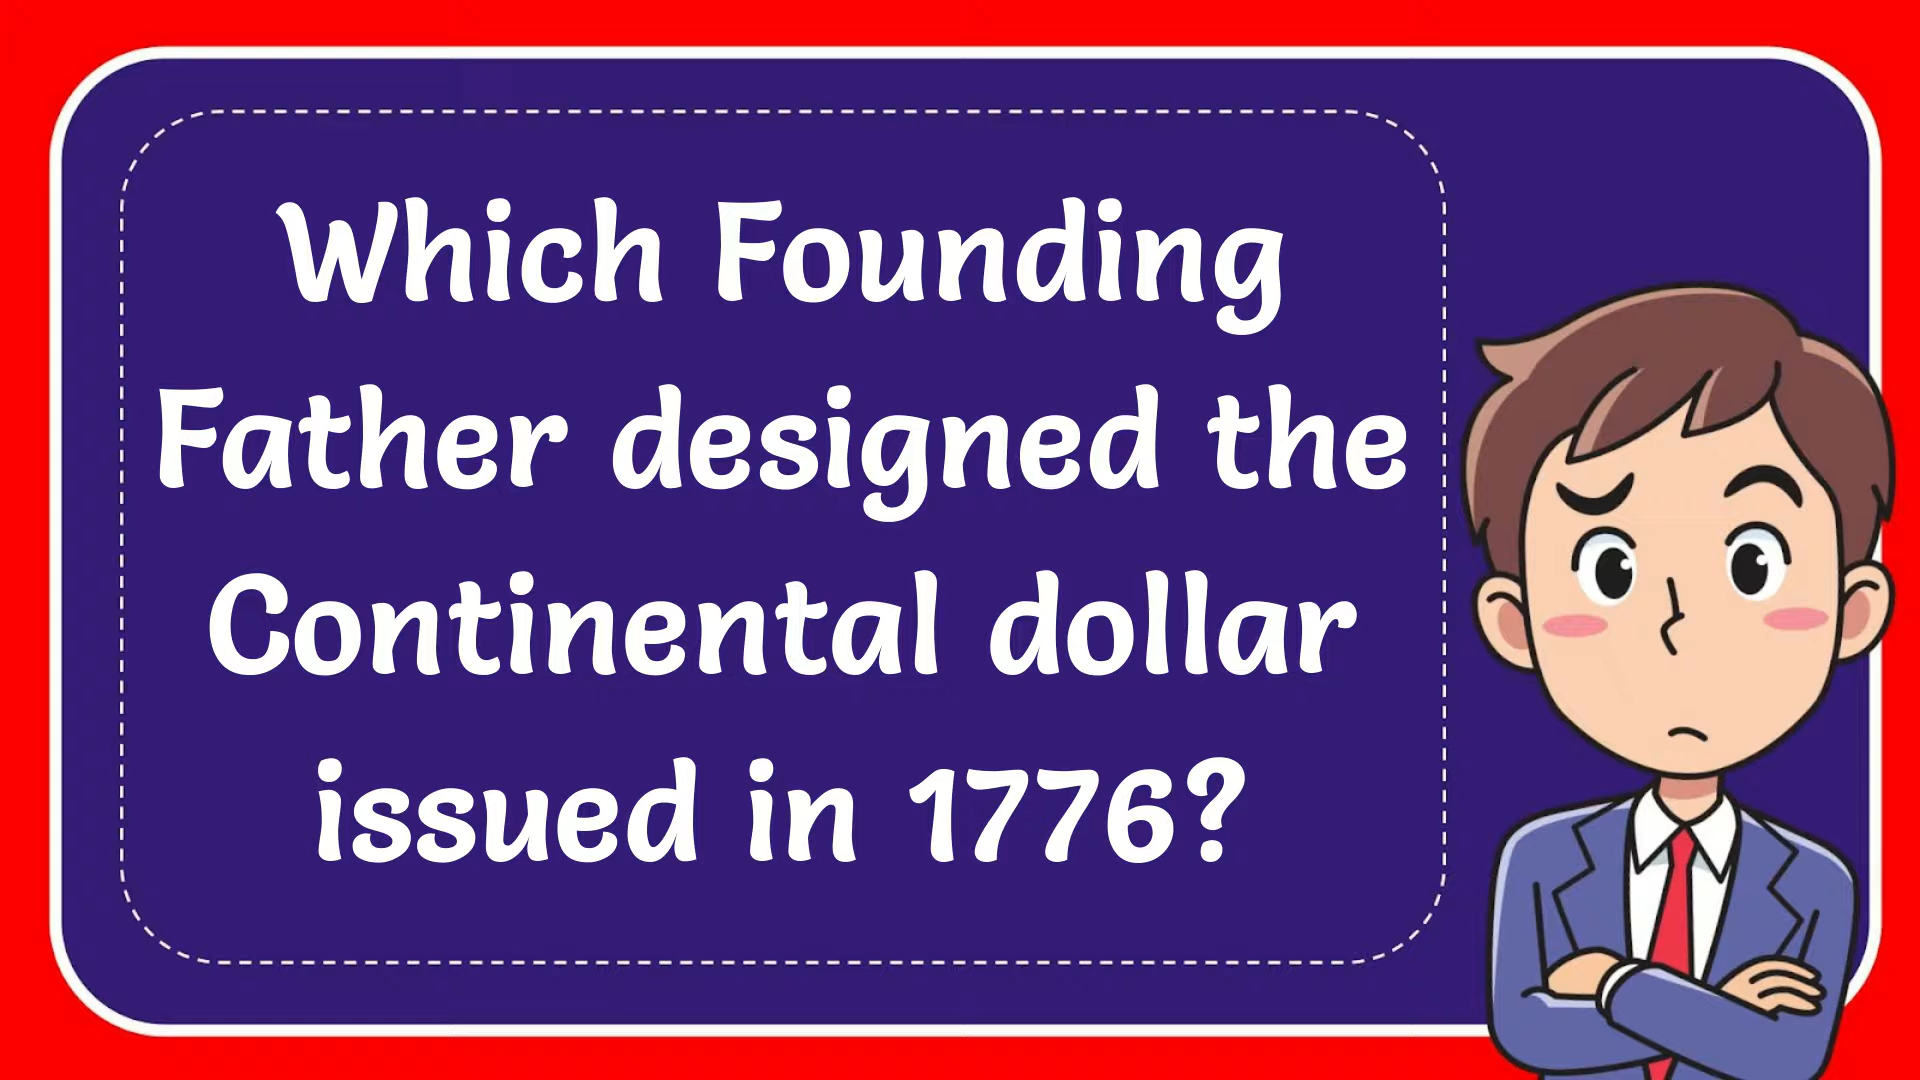 Which Founding
Father designed the
Continental dollar
issued in 1776?